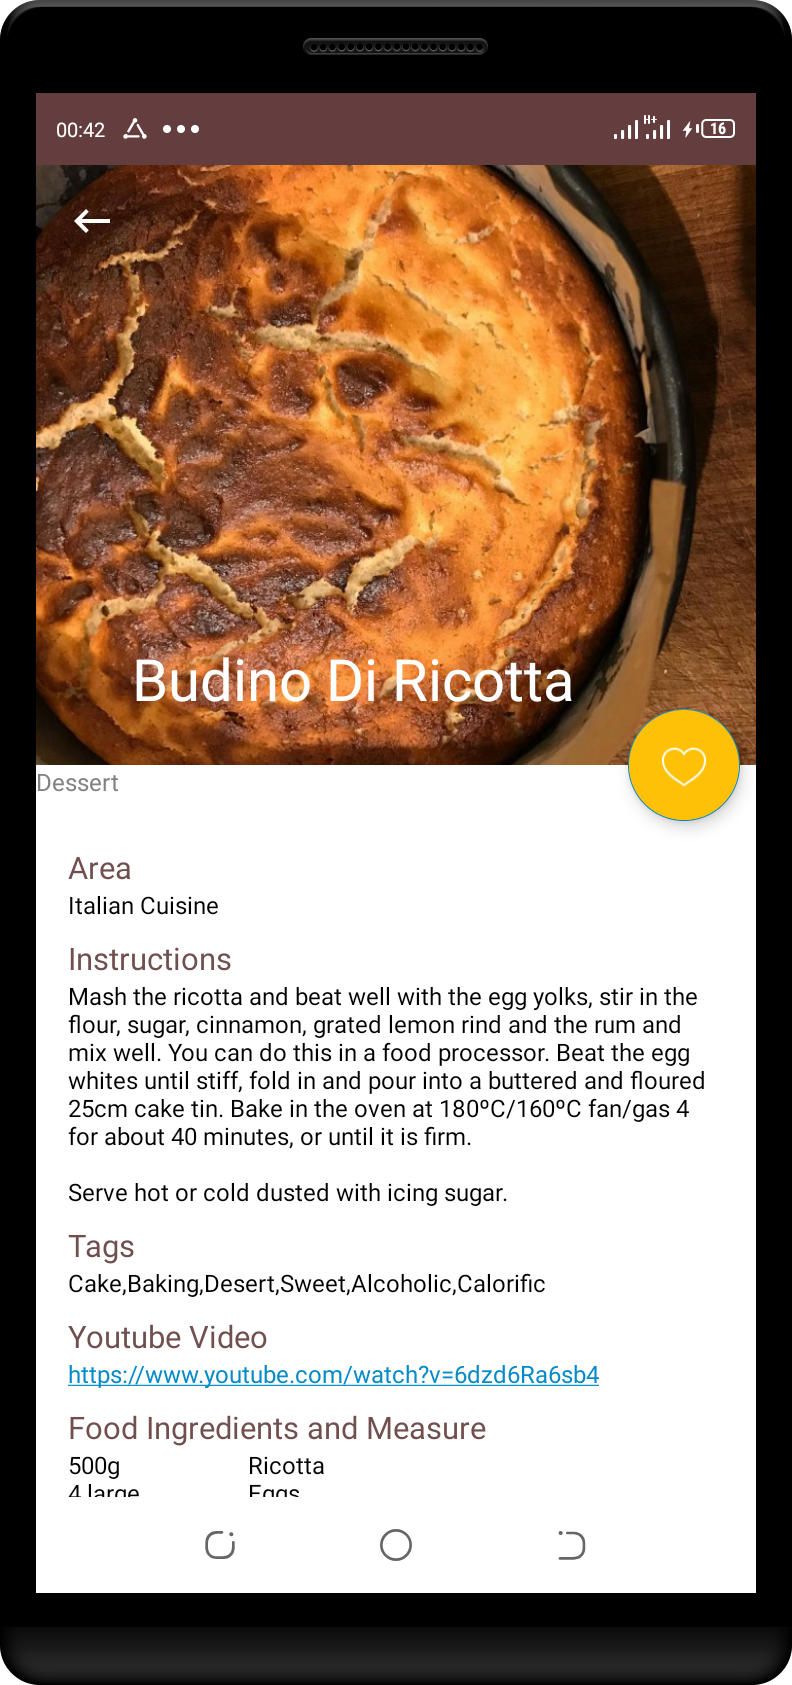 00:42
H+
16
Budino Di Ricotta
Dessert
Area
Italian Cuisine
Instructions
Mash the ricotta and beat well with the egg yolks, stir in the
flour, sugar, cinnamon, grated lemon rind and the rum and
mix well. You can do this in a food processor. Beat the egg
whites until stiff, fold in and pour into a buttered and floured
25cm cake tin. Bake in the oven at 180ºC/160ºC fan/gas 4
for about 40 minutes, or until it is firm.
Serve hot or cold dusted with icing sugar.
Tags
Cake,Baking,Desert,Sweet,Alcoholic,Calorific
Youtube Video
https://www.youtube.com/watch?v=6dzd6Ra6sb4
Food Ingredients and Measure
500g Ricotta
4 large Eggs